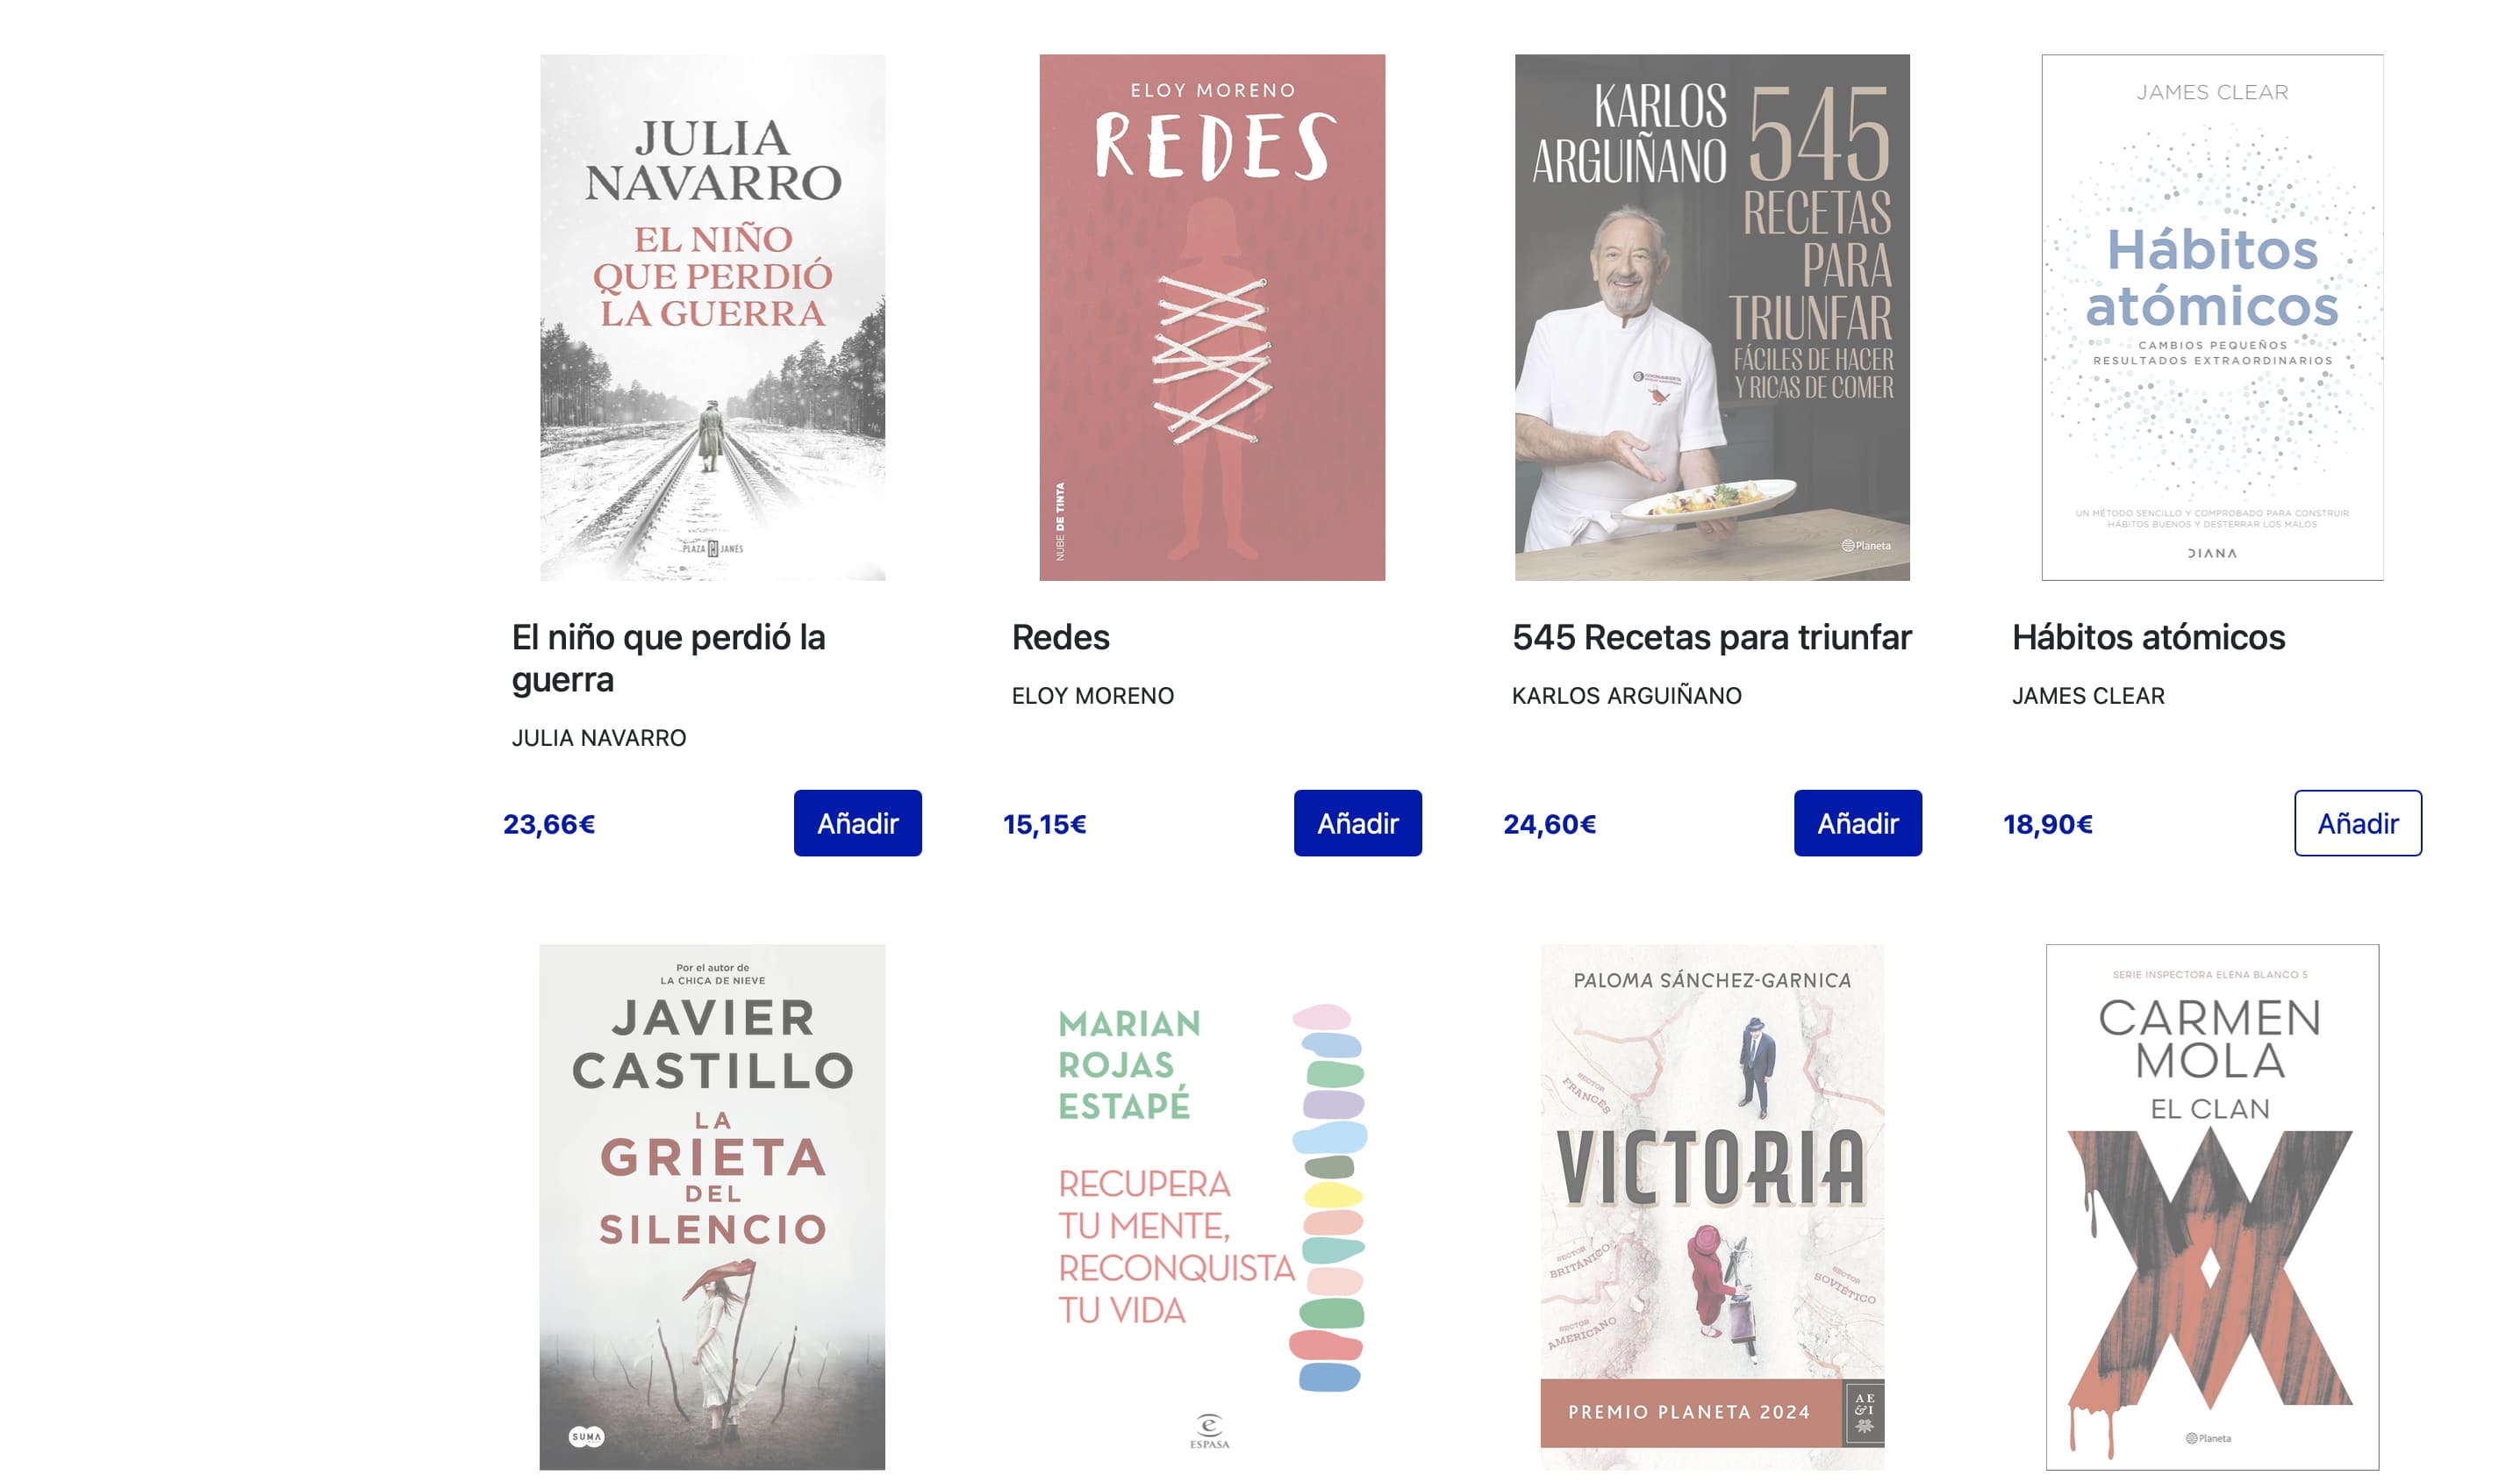 JULIA
NAVARRO
EL NIÑO
QUE PERDIÓ
LA GUERRA
PLAZA JANÉS
ELOY MORENO
REDES
NUBE DE TINTA
KARLOS
ARGUIÑANO
545
RECETAS
PARA
TRIUNFAR
FÁCILES DE HACER
Y RICAS DE COMER
Planeta
JAMES CLEAR
Hábitos
atómicos
CAMBIOS PEQUEÑOS
RESULTADOS EXTRAORDINARIOS
UN MÉTODO SENCILLO Y COMPROBADO PARA CONSTRUIR
HÁBITOS BUENOS Y DESTERRAR LOS MALOS
DIANA
El niño que perdió la
guerra
JULIA NAVARRO
23,66€
Añadir
Redes
ELOY MORENO
15,15€
Añadir
545 Recetas para triunfar
KARLOS ARGUIÑANO
24,60€
Añadir
Hábitos atómicos
JAMES CLEAR
18,90€
Añadir
Por el autor de
LA CHICA DE NIEVE
JAVIER
CASTILLO
LA
GRIETA
DEL
SILENCIO
SUMA
MARIAN
ROJAS
ESTAPÉ
RECUPERA
TU MENTE,
RECONQUISTA
TU VIDA
e
ESPASA
PALOMA SÁNCHEZ-GARNICA
SECTOR
FRANCÉS
VICTORIA
SECTOR
BRITÁNICO
SECTOR
SOVIÉTICO
SECTOR
AMERICANO
PREMIO PLANETA 2024
AE
&I
SERIE INSPECTORA ELENA BLANCO 5
CARMEN
MOLA
EL CLAN
Planeta